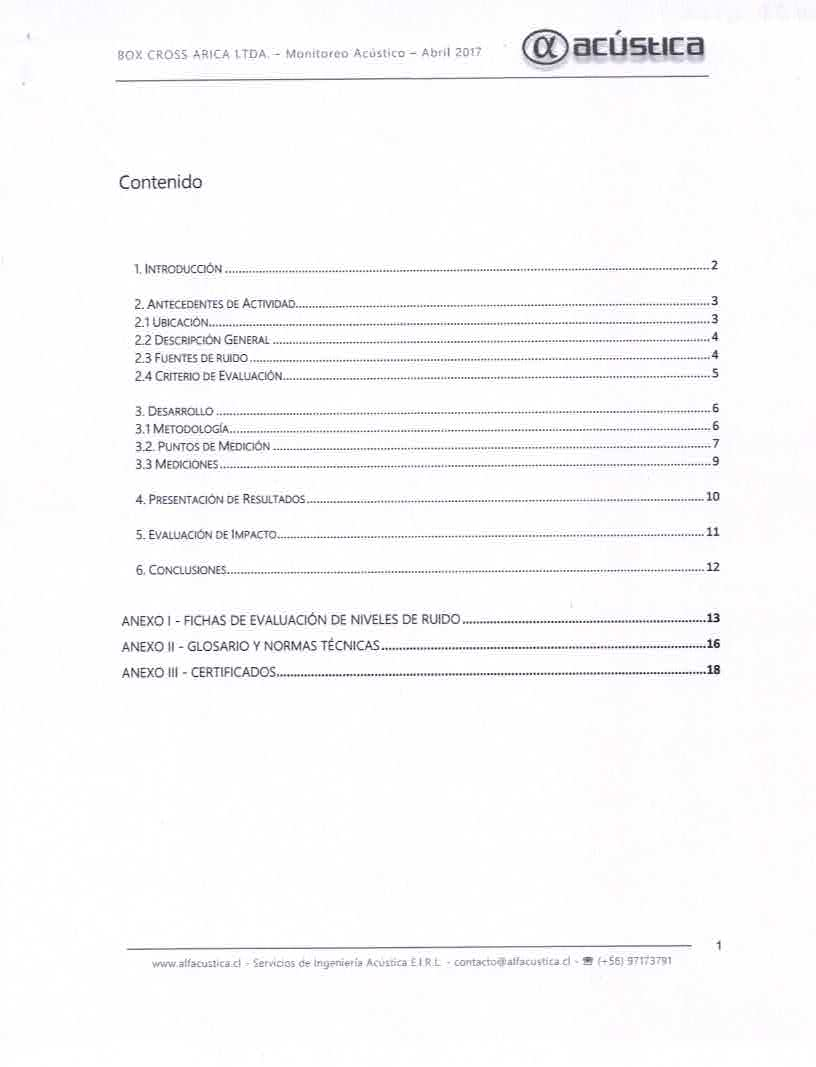 BOX CROSS ARICA LTDA. – Monitoreo Acústico – Abril 2017
α acústica
Contenido
1. INTRODUCCIÓN ........ 2
2. ANTECEDENTES DE ACTIVIDAD........ 3
2.1 UBICACIÓN........ 3
2.2 DESCRIPCIÓN GENERAL ........ 4
2.3 FUENTES DE RUIDO ........ 4
2.4 CRITERIO DE EVALUACIÓN........ 5
3. DESARROLLO ........ 6
3.1 METODOLOGÍA........ 6
3.2. PUNTOS DE MEDICIÓN ........ 7
3.3 MEDICIONES ........ 9
4. PRESENTACIÓN DE RESULTADOS ........ 10
5. EVALUACIÓN DE IMPACTO........ 11
6. CONCLUSIONES........ 12
ANEXO I - FICHAS DE EVALUACIÓN DE NIVELES DE RUIDO ........ 13
ANEXO II - GLOSARIO Y NORMAS TÉCNICAS ........ 16
ANEXO III - CERTIFICADOS........ 18
1
www.alfacustica.cl - Servicios de Ingeniería Acústica E.I.R.L. - contacto@alfacustica.cl - ☎ (+56) 97173791